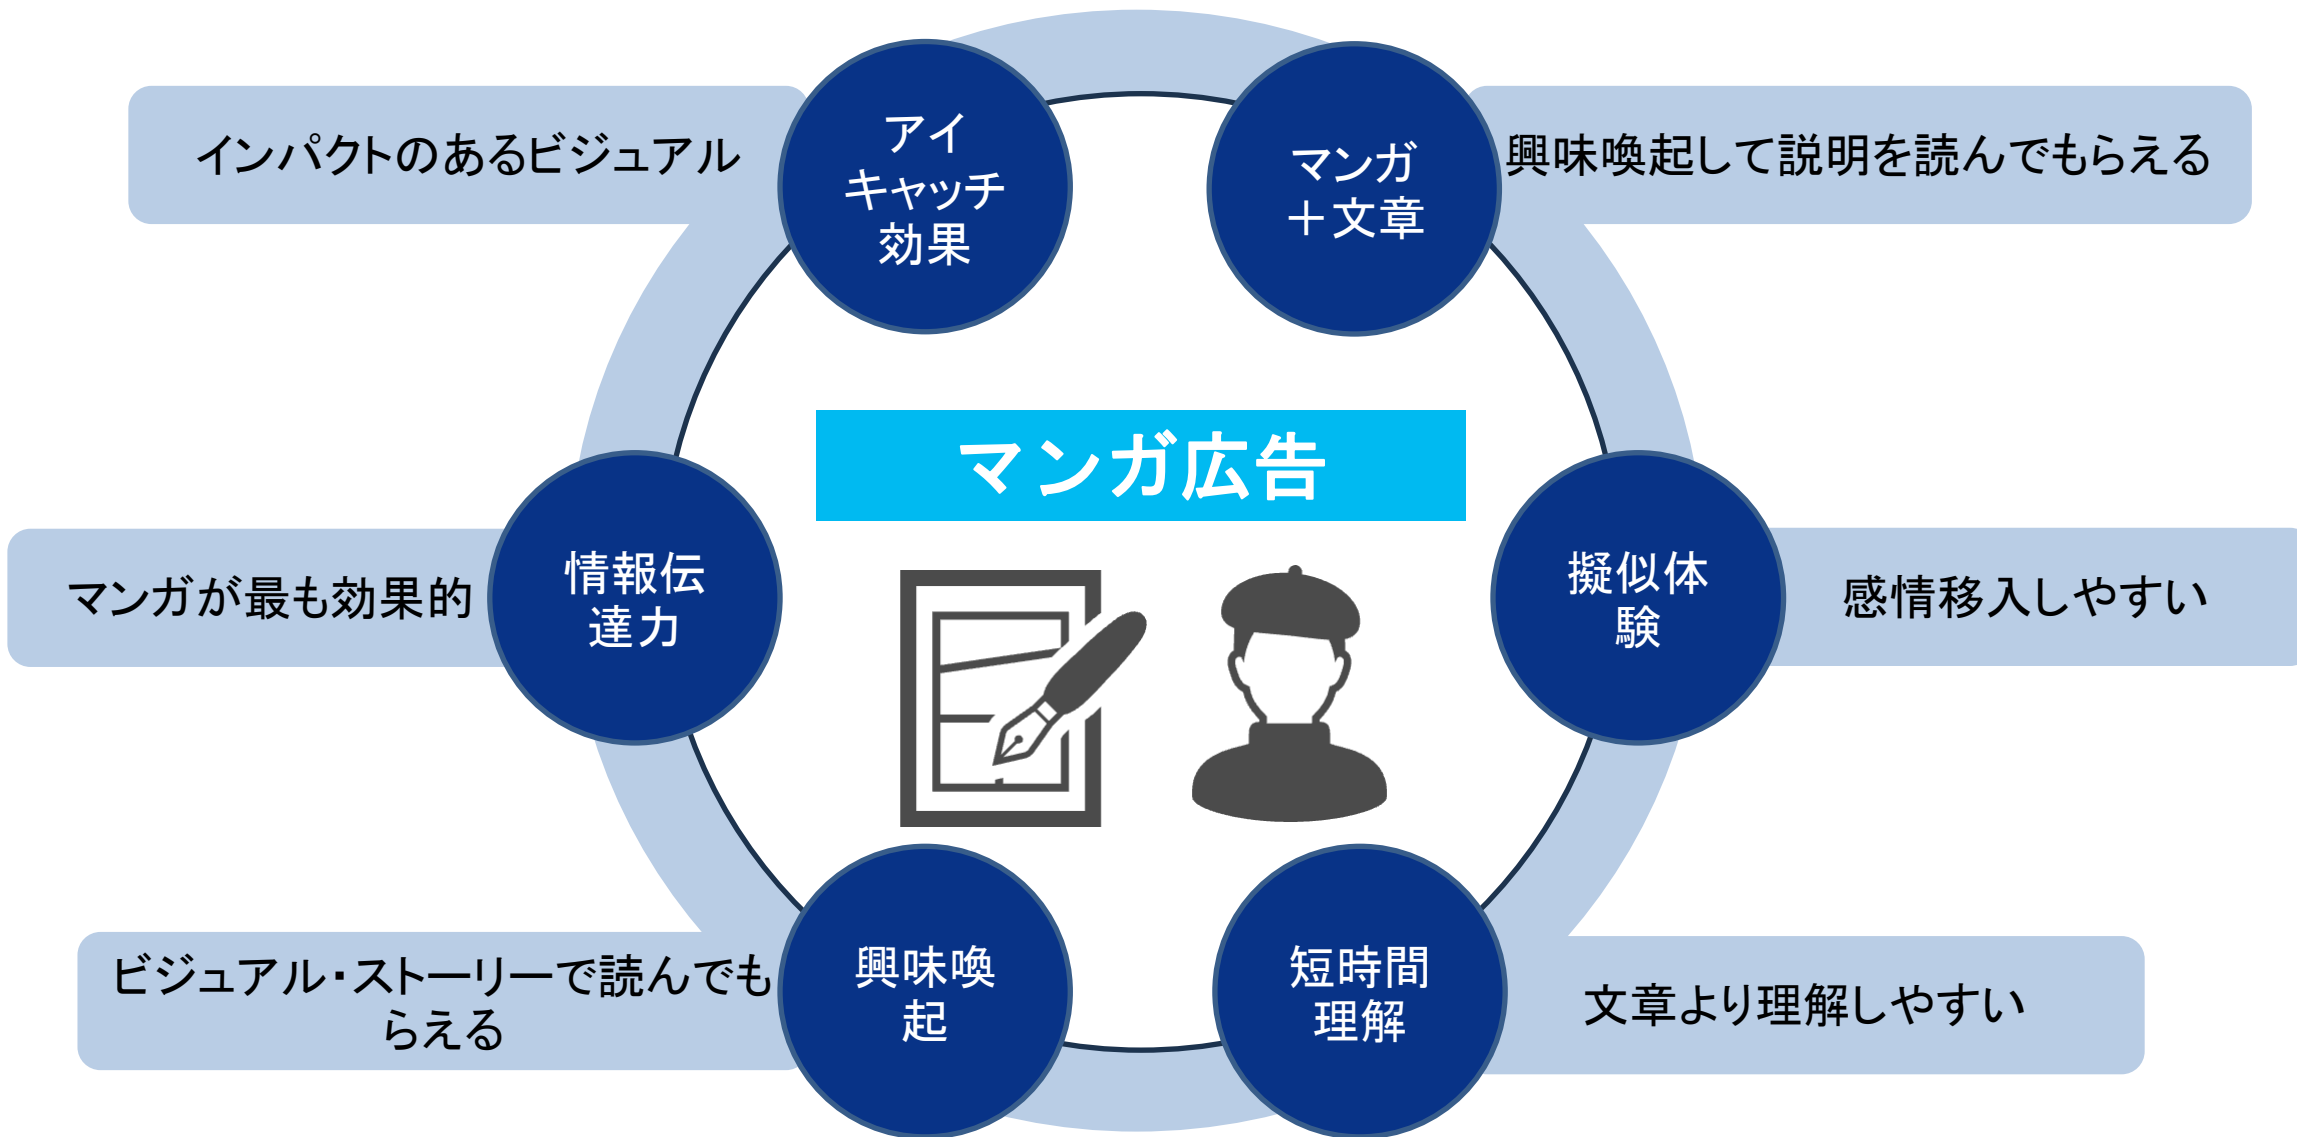 インパクトのあるビジュアル
アイ
キャッチ
効果
マンガ
＋文章
興味喚起して説明を読んでもらえる
マンガ広告
マンガが最も効果的
情報伝
達力
擬似体
験
感情移入しやすい
ビジュアル・ストーリーで読んでも
らえる
興味喚
起
短時間
理解
文章より理解しやすい